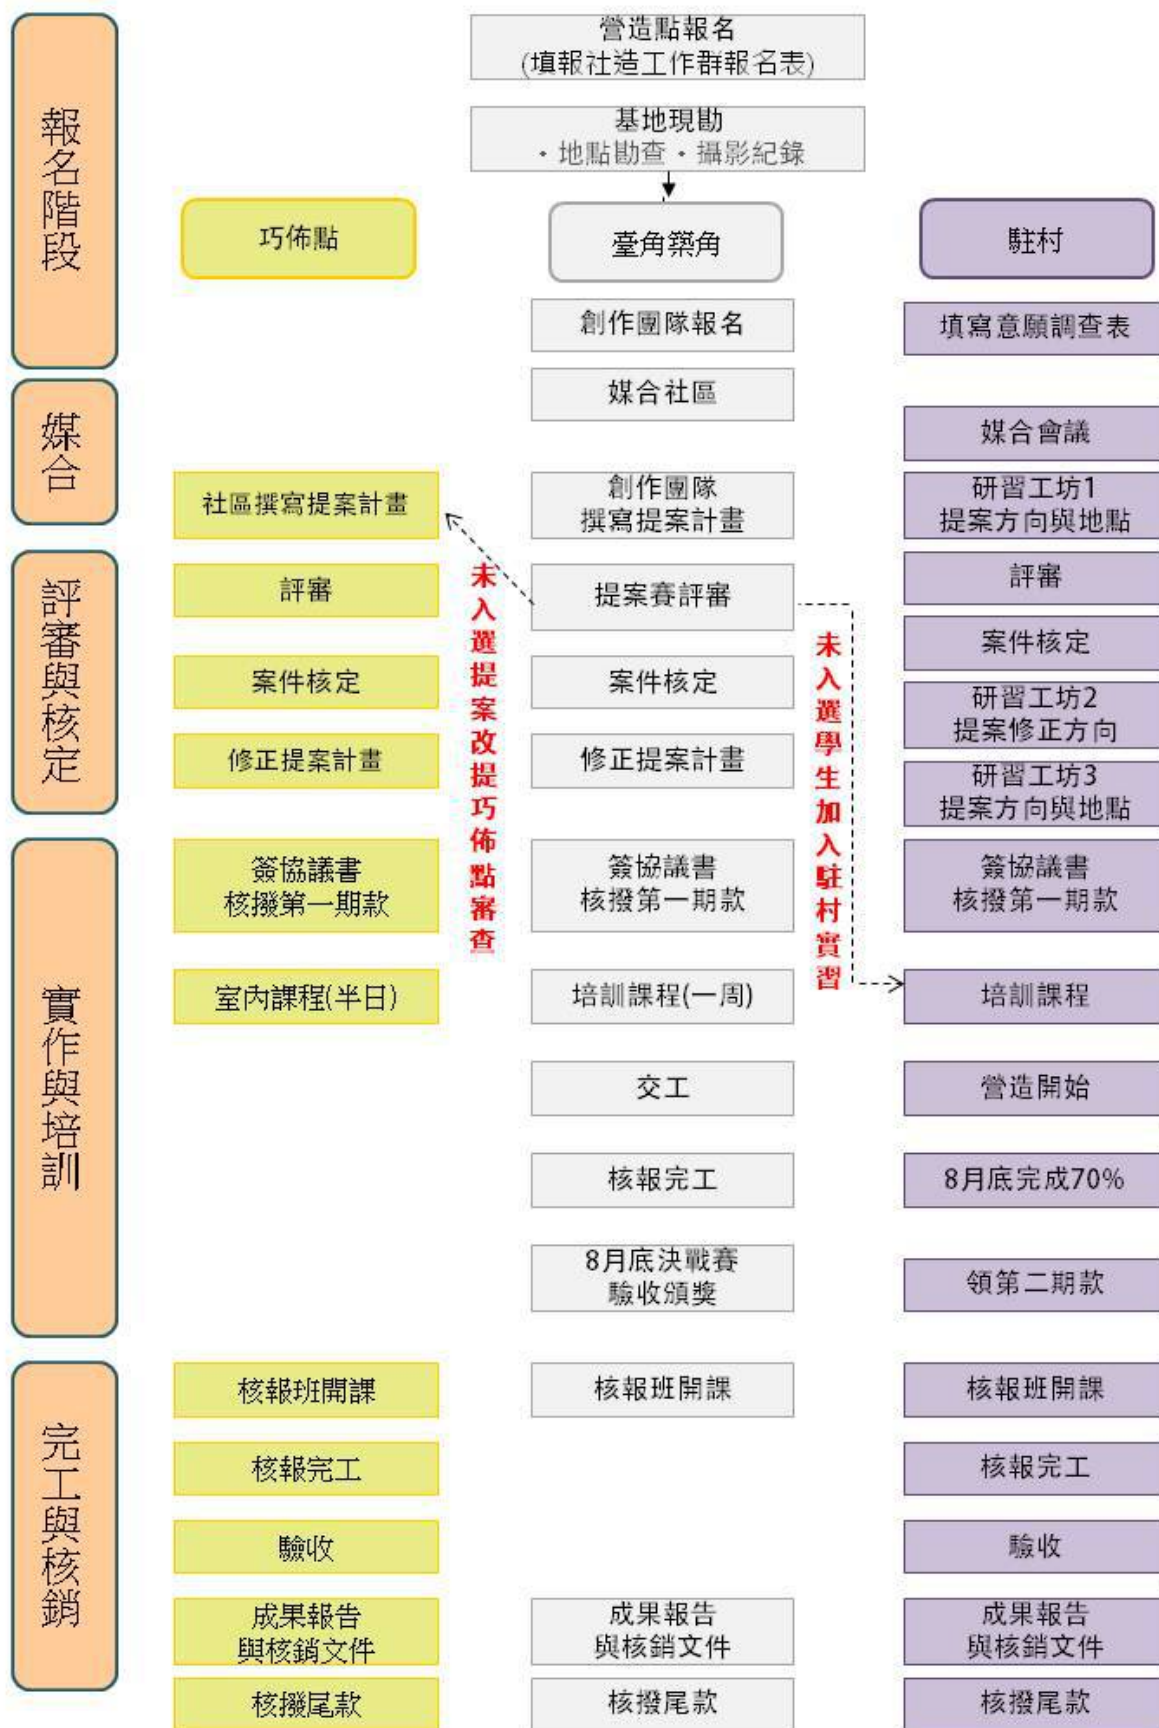 報名階段
營造點報名
(填報社造工作群報名表)
基地現勘
・地點勘查・攝影紀錄
巧佈點
臺角築角
駐村
創作團隊報名
填寫意願調查表
媒合
媒合社區
媒合會議
社區撰寫提案計畫
創作團隊
撰寫提案計畫
研習工坊1
提案方向與地點
評審與核定
評審
提案賽評審
評審
未入選提案改提巧佈點審查
未入選學生加入駐村實習
案件核定
案件核定
案件核定
修正提案計畫
修正提案計畫
研習工坊2
提案修正方向
研習工坊3
提案方向與地點
實作與培訓
簽協議書
核撥第一期款
簽協議書
核撥第一期款
簽協議書
核撥第一期款
室內課程(半日)
培訓課程(一周)
培訓課程
交工
營造開始
核報完工
8月底完成70%
8月底決戰賽
驗收頒獎
領第二期款
完工與核銷
核報班開課
核報班開課
核報班開課
核報完工
核報完工
驗收
驗收
成果報告
與核銷文件
成果報告
與核銷文件
成果報告
與核銷文件
核撥尾款
核撥尾款
核撥尾款